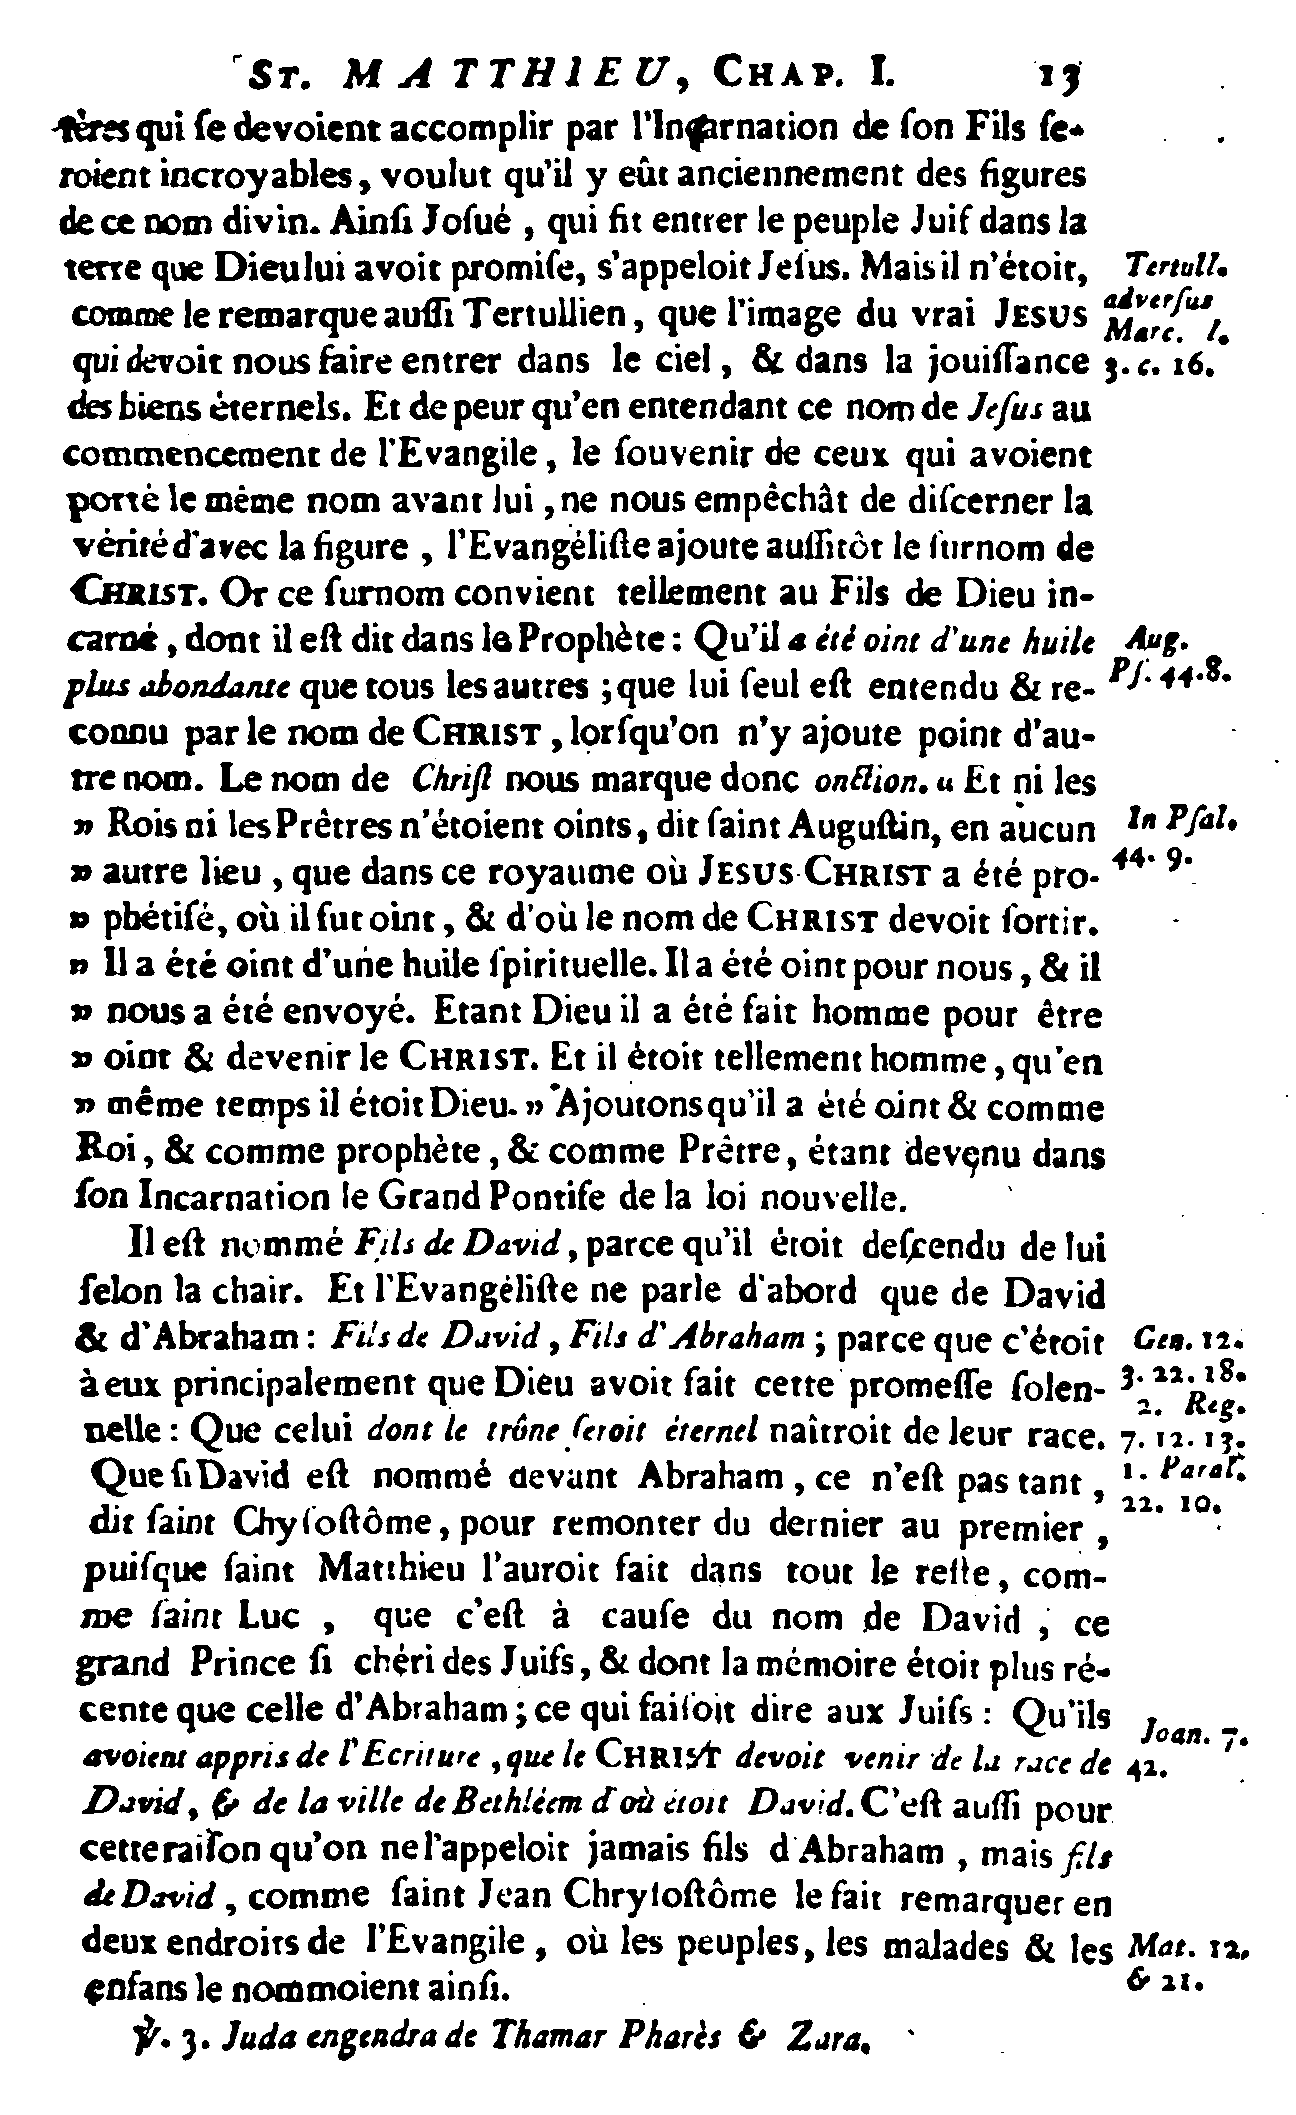 ST. MATTHIEU, CHAP. I. 13
tères qui ſe devoient accomplir par l'Incarnation de ſon Fils ſe-
roient incroyables, voulut qu'il y eût anciennement des figures
de ce nom divin. Ainſi Joſué, qui fit entrer le peuple Juif dans la
terre que Dieu lui avoit promiſe, s'appeloit Jeſus. Mais il n'étoit,
comme le remarque auſſi Tertullien, que l'image du vrai JESUS
qui devoit nous faire entrer dans le ciel, & dans la jouiſſance
des biens éternels. Et de peur qu'en entendant ce nom de Jeſus au
commencement de l'Evangile, le ſouvenir de ceux qui avoient
porté le même nom avant lui, ne nous empêchât de diſcerner la
vérité d'avec la figure, l'Evangéliſte ajoute auſſitôt le ſurnom de
CHRIST. Or ce ſurnom convient tellement au Fils de Dieu in-
carné, dont il eſt dit dans le Prophète: Qu'il a été oint d'une huile
plus abondante que tous les autres; que lui ſeul eſt entendu & re-
connu par le nom de CHRIST, lorſqu'on n'y ajoute point d'au-
tre nom. Le nom de Chriſt nous marque donc onction. « Et ni les
» Rois ni les Prêtres n'étoient oints, dit ſaint Auguſtin, en aucun
» autre lieu, que dans ce royaume où JESUS-CHRIST a été pro-
» phétiſé, où il fut oint, & d'où le nom de CHRIST devoit ſortir.
» Il a été oint d'une huile ſpirituelle. Il a été oint pour nous, & il
» nous a été envoyé. Etant Dieu il a été fait homme pour être
» oint & devenir le CHRIST. Et il étoit tellement homme, qu'en
» même temps il étoit Dieu. » Ajoutons qu'il a été oint & comme
Roi, & comme prophète, & comme Prêtre, étant devenu dans
ſon Incarnation le Grand Pontife de la loi nouvelle.
Il eſt nommé Fils de David, parce qu'il étoit deſcendu de lui
ſelon la chair. Et l'Evangéliſte ne parle d'abord que de David
& d'Abraham: Fils de David, Fils d'Abraham; parce que c'étoit
à eux principalement que Dieu avoit fait cette promeſſe ſolen-
nelle: Que celui dont le trône ſeroit éternel naîtroit de leur race.
Que ſi David eſt nommé devant Abraham, ce n'eſt pas tant,
dit ſaint Chyſoſtôme, pour remonter du dernier au premier,
puiſque ſaint Matthieu l'auroit fait dans tout le reſte, com-
me ſaint Luc, que c'eſt à cauſe du nom de David, ce
grand Prince ſi chéri des Juifs, & dont la mémoire étoit plus ré-
cente que celle d'Abraham; ce qui faiſoit dire aux Juifs: Qu'ils
avoient appris de l'Ecriture, que le CHRIST devoit venir de la race de
David, & de la ville de Bethléem d'où étoit David. C'eſt auſſi pour
cette raiſon qu'on ne l'appeloit jamais fils d'Abraham, mais fils
de David, comme ſaint Jean Chryſoſtôme le fait remarquer en
deux endroits de l'Evangile, où les peuples, les malades & les
enfans le nommoient ainſi.
℣. 3. Juda engendra de Thamar Pharès & Zara.
Tertull.
adverſus
Marc. l.
3. c. 16.
Aug.
Pſ. 44.8.
In Pſal.
44. 9.
Gen. 12.
3. 22. 18.
2. Reg.
7. 12. 13.
1. Paral.
22. 10.
Joan. 7.
42.
Mat. 12.
& 21.